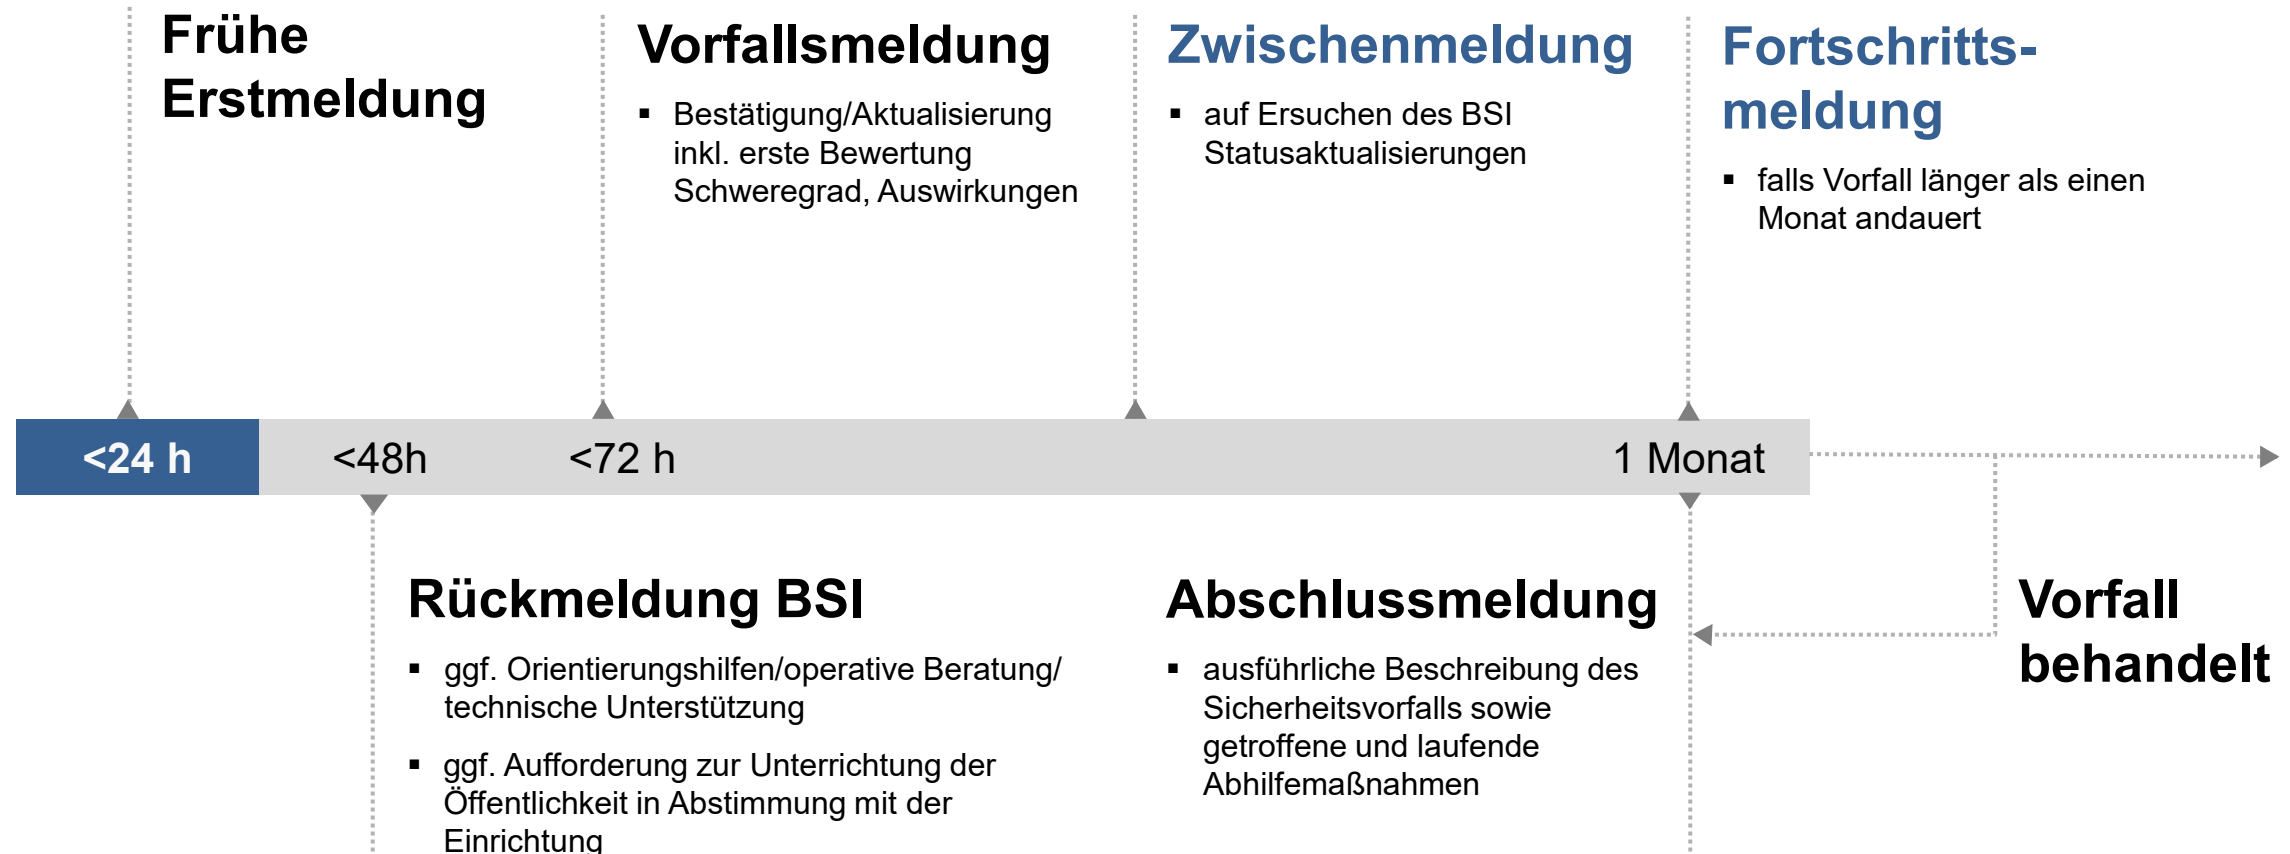 Frühe
Erstmeldung
Vorfallsmeldung
▪ Bestätigung/Aktualisierung
inkl. erste Bewertung
Schweregrad, Auswirkungen
Zwischenmeldung
▪ auf Ersuchen des BSI
Statusaktualisierungen
Fortschritts-
meldung
▪ falls Vorfall länger als einen
Monat andauert
<24 h
<48h
<72 h
1 Monat
Rückmeldung BSI
▪ ggf. Orientierungshilfen/operative Beratung/
technische Unterstützung
▪ ggf. Aufforderung zur Unterrichtung der
Öffentlichkeit in Abstimmung mit der
Einrichtung
Abschlussmeldung
▪ ausführliche Beschreibung des
Sicherheitsvorfalls sowie
getroffene und laufende
Abhilfemaßnahmen
Vorfall
behandelt